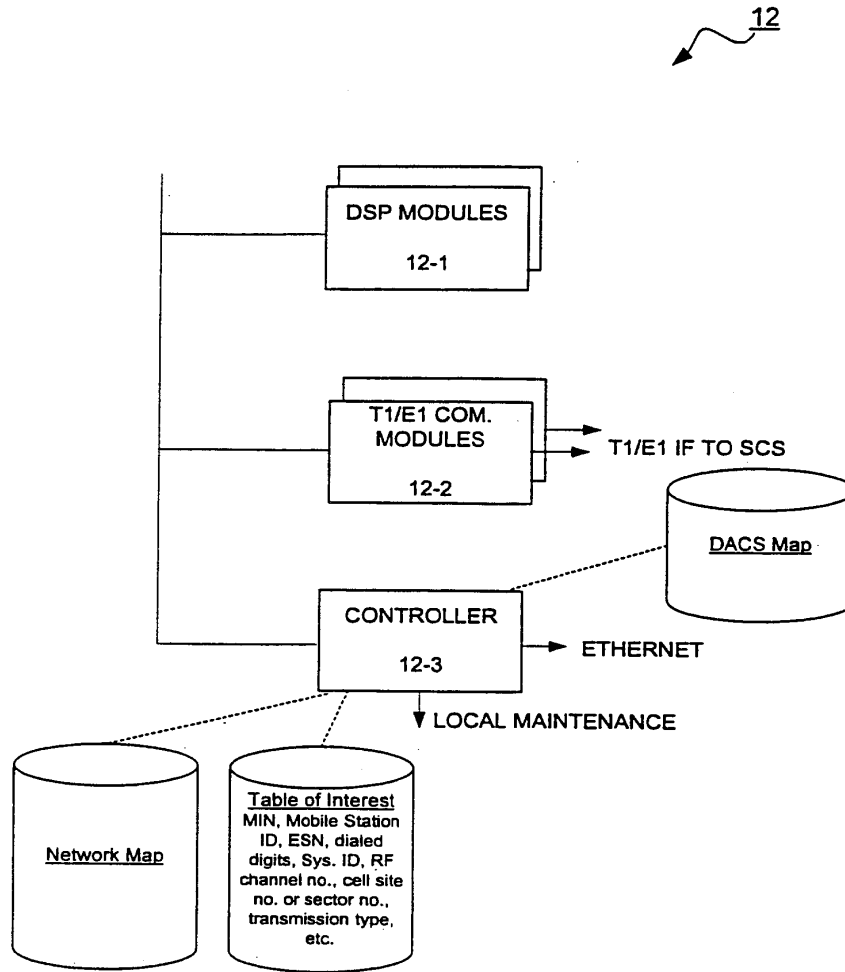 12
DSP MODULES
12-1
T1/E1 COM.
MODULES
12-2
T1/E1 IF TO SCS
DACS Map
CONTROLLER
12-3
ETHERNET
LOCAL MAINTENANCE
Network Map
Table of Interest
MIN, Mobile Station
ID, ESN, dialed
digits, Sys. ID, RF
channel no., cell site
no. or sector no.,
transmission type,
etc.